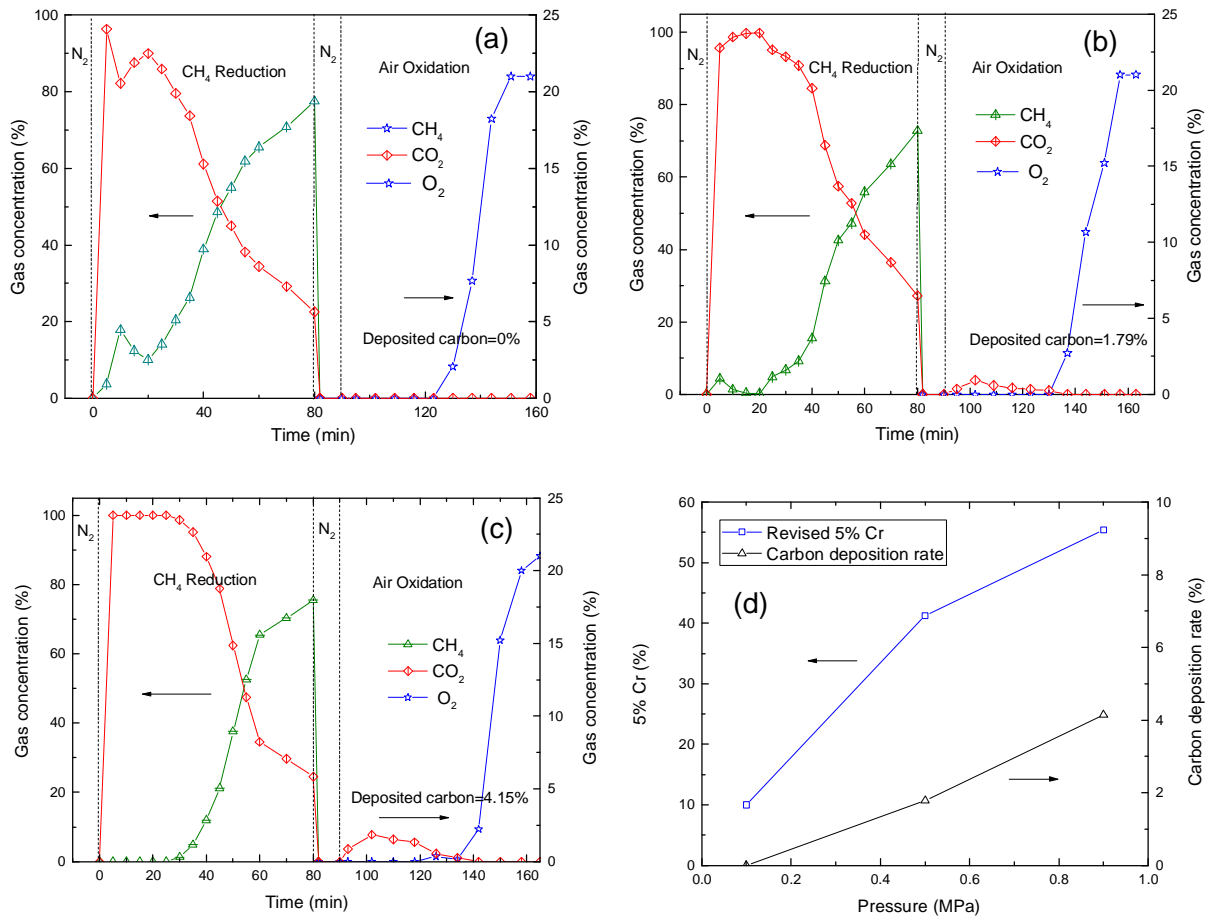 (a)
N2
CH4 Reduction
N2
Air Oxidation
CH4
CO2
O2
Deposited carbon=0%
Gas concentration (%)
0 20 40 60 80 100
Gas concentration (%)
0 5 10 15 20 25
0 40 80 120 160
Time (min)
(b)
N2
CH4 Reduction
N2
Air Oxidation
CH4
CO2
O2
Deposited carbon=1.79%
Gas concentration (%)
0 20 40 60 80 100
Gas concentration (%)
0 5 10 15 20 25
0 20 40 60 80 100 120 140 160
Time (min)
(c)
N2
CH4 Reduction
N2
Air Oxidation
CH4
CO2
O2
Deposited carbon=4.15%
Gas concentration (%)
0 20 40 60 80 100
Gas concentration (%)
0 5 10 15 20 25
0 20 40 60 80 100 120 140 160
Time (min)
Revised 5% Cr
Carbon deposition rate
(d)
5% Cr (%)
0 5 10 15 20 25 30 35 40 45 50 55 60
Carbon deposition rate (%)
0 2 4 6 8 10
0.0 0.2 0.4 0.6 0.8 1.0
Pressure (MPa)